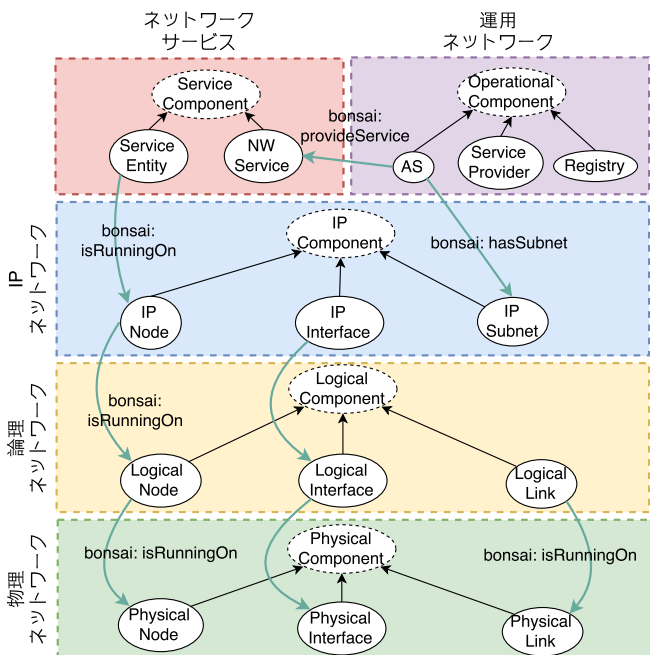 ネットワーク
サービス
運用
ネットワーク
Service
Component
Operational
Component
bonsai:
provideService
Service
Entity
NW
Service
AS
Service
Provider
Registry
IP
ネットワーク
IP
Component
bonsai:
isRunningOn
bonsai: hasSubnet
IP
Node
IP
Interface
IP
Subnet
論理
ネットワーク
Logical
Component
bonsai:
isRunningOn
Logical
Node
Logical
Interface
Logical
Link
物理
ネットワーク
Physical
Component
bonsai: isRunningOn
bonsai: isRunningOn
Physical
Node
Physical
Interface
Physical
Link